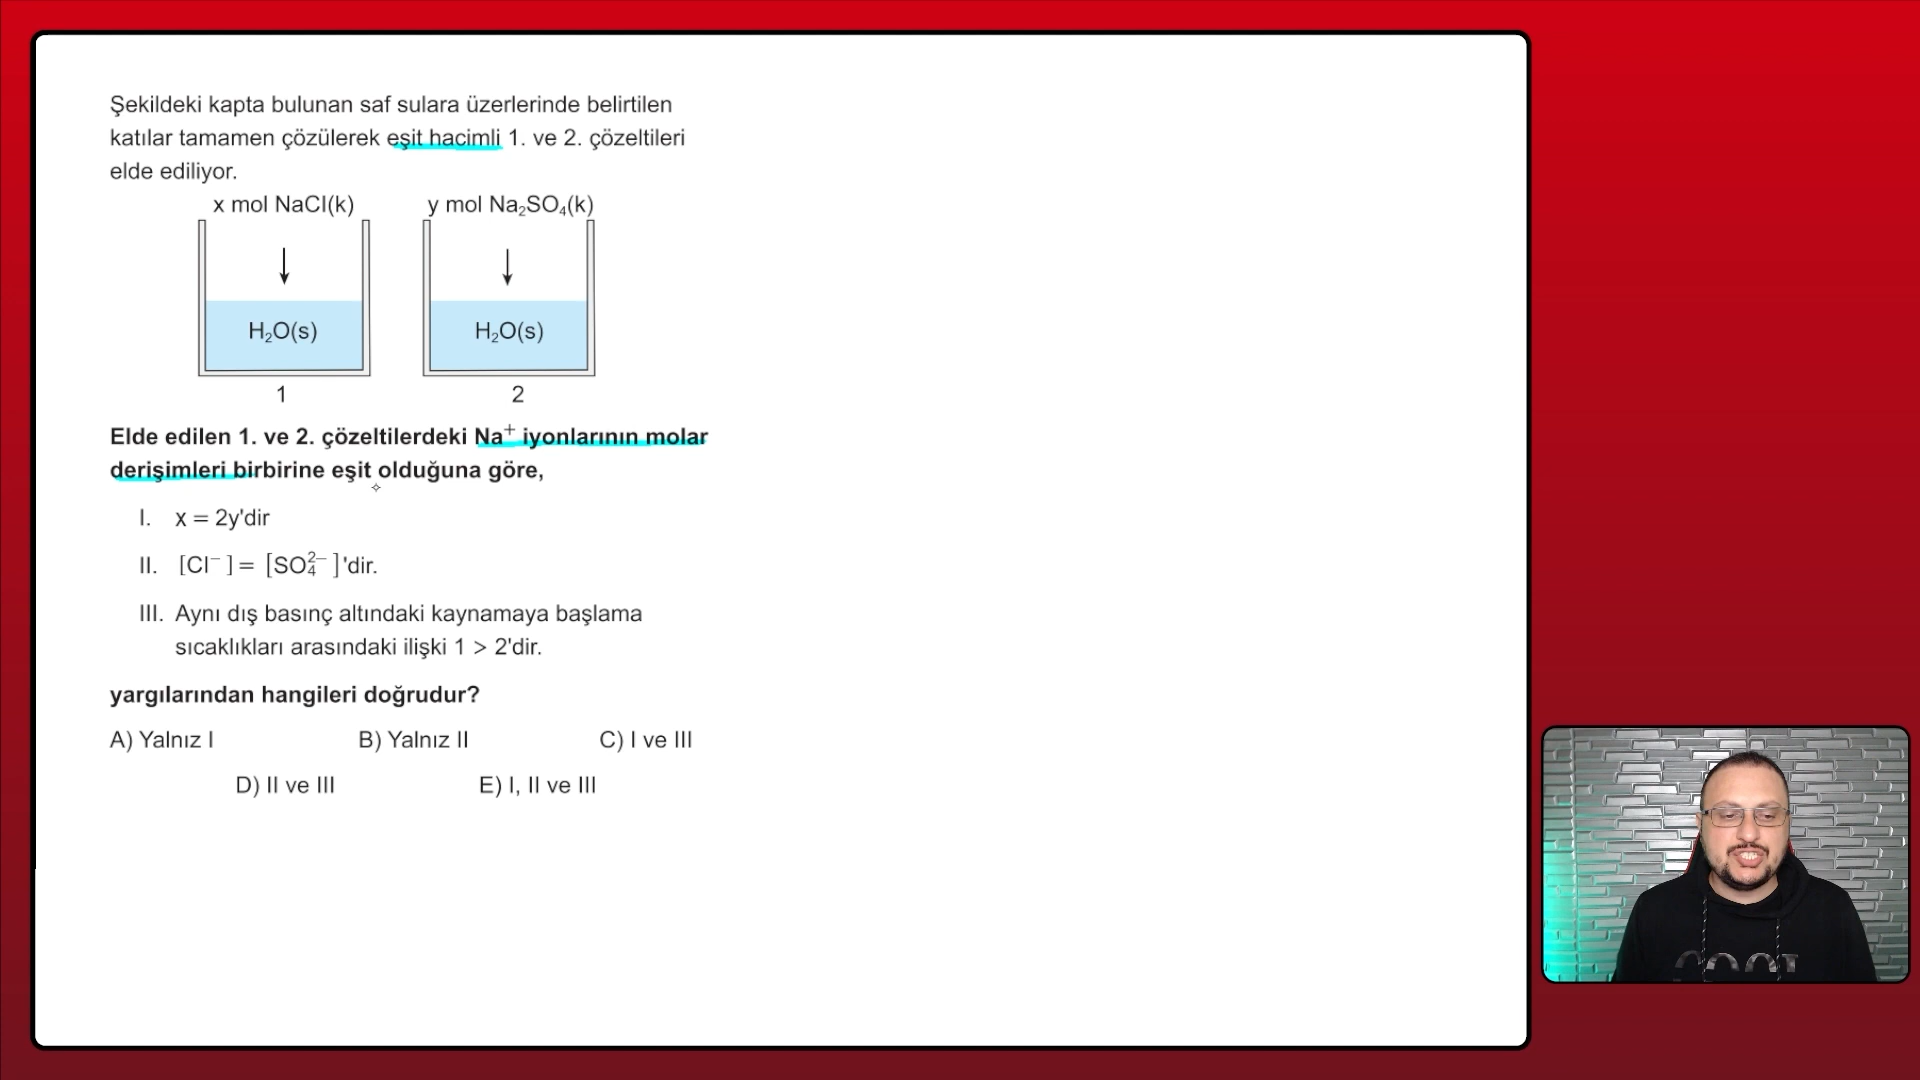 Şekildeki kapta bulunan saf sulara üzerlerinde belirtilen
katılar tamamen çözülerek eşit hacimli 1. ve 2. çözeltileri
elde ediliyor.
x mol NaCl(k)
y mol Na₂SO₄(k)
H₂O(s)
H₂O(s)
1
2
Elde edilen 1. ve 2. çözeltilerdeki Na⁺ iyonlarının molar
derişimleri birbirine eşit olduğuna göre,
I. x = 2y'dir
II. [Cl⁻] = [SO₄²⁻]'dir.
III. Aynı dış basınç altındaki kaynamaya başlama
sıcaklıkları arasındaki ilişki 1 > 2'dir.
yargılarından hangileri doğrudur?
A) Yalnız I B) Yalnız II C) I ve III
D) II ve III E) I, II ve III